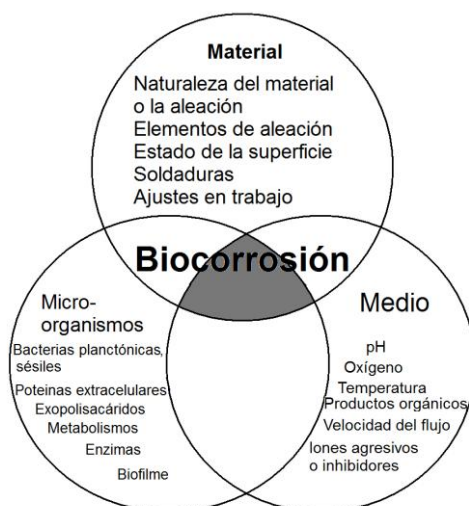 Material
Naturaleza del material
o la aleación
Elementos de aleación
Estado de la superficie
Soldaduras
Ajustes en trabajo
Biocorrosión
Micro-
organismos
Bacterias planctónicas,
sésiles
Proteinas extracelulares
Exopolisacáridos
Metabolismos
Enzimas
Biofilme
Medio
pH
Oxígeno
Temperatura
Productos orgánicos
Velocidad del flujo
Iones agresivos
o inhibidores